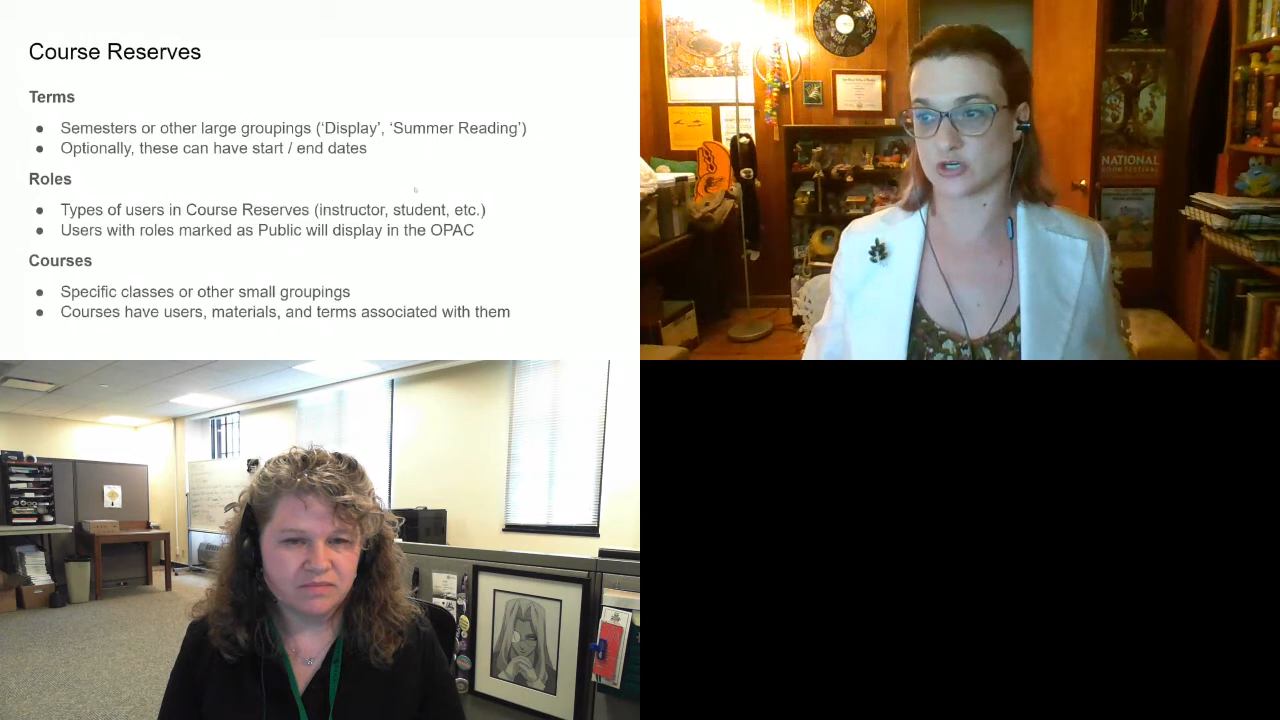 Course Reserves
Terms
● Semesters or other large groupings (‘Display’, ‘Summer Reading’)
● Optionally, these can have start / end dates
Roles
● Types of users in Course Reserves (instructor, student, etc.)
● Users with roles marked as Public will display in the OPAC
Courses
● Specific classes or other small groupings
● Courses have users, materials, and terms associated with them
NATIONAL
BOOK FESTIVAL